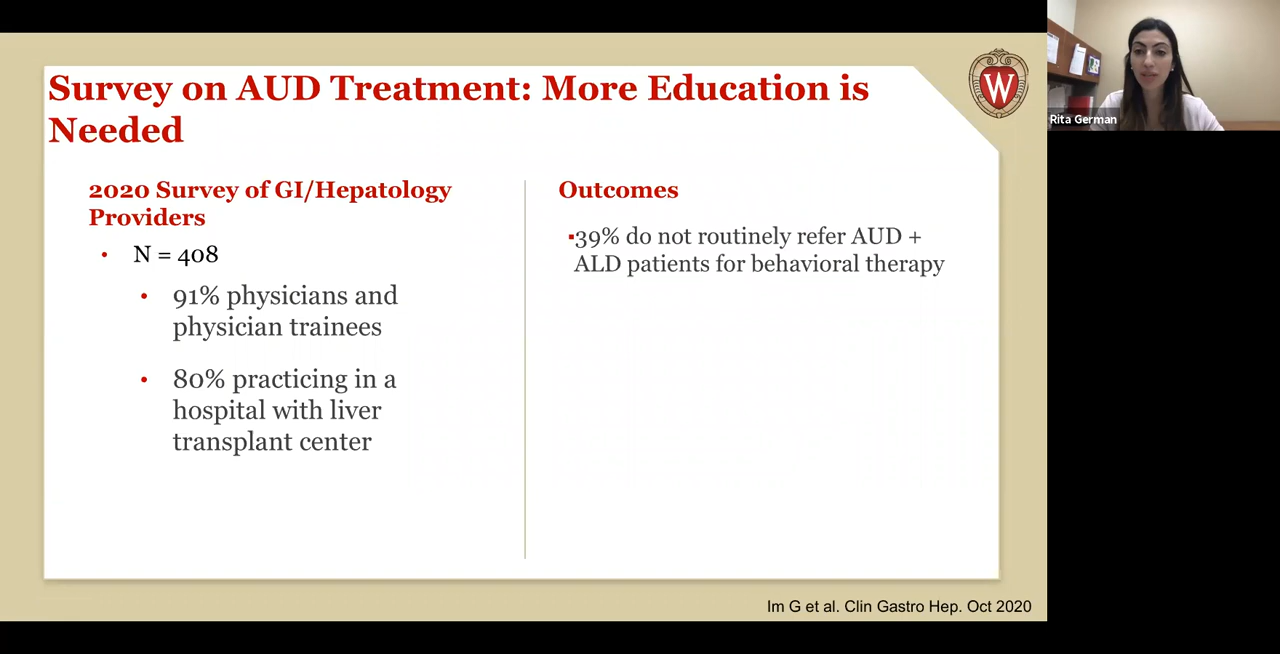 Survey on AUD Treatment: More Education is
Needed
2020 Survey of GI/Hepatology
Providers
• N = 408
• 91% physicians and
physician trainees
• 80% practicing in a
hospital with liver
transplant center
Outcomes
▪39% do not routinely refer AUD +
ALD patients for behavioral therapy
Im G et al. Clin Gastro Hep. Oct 2020
W
Rita German